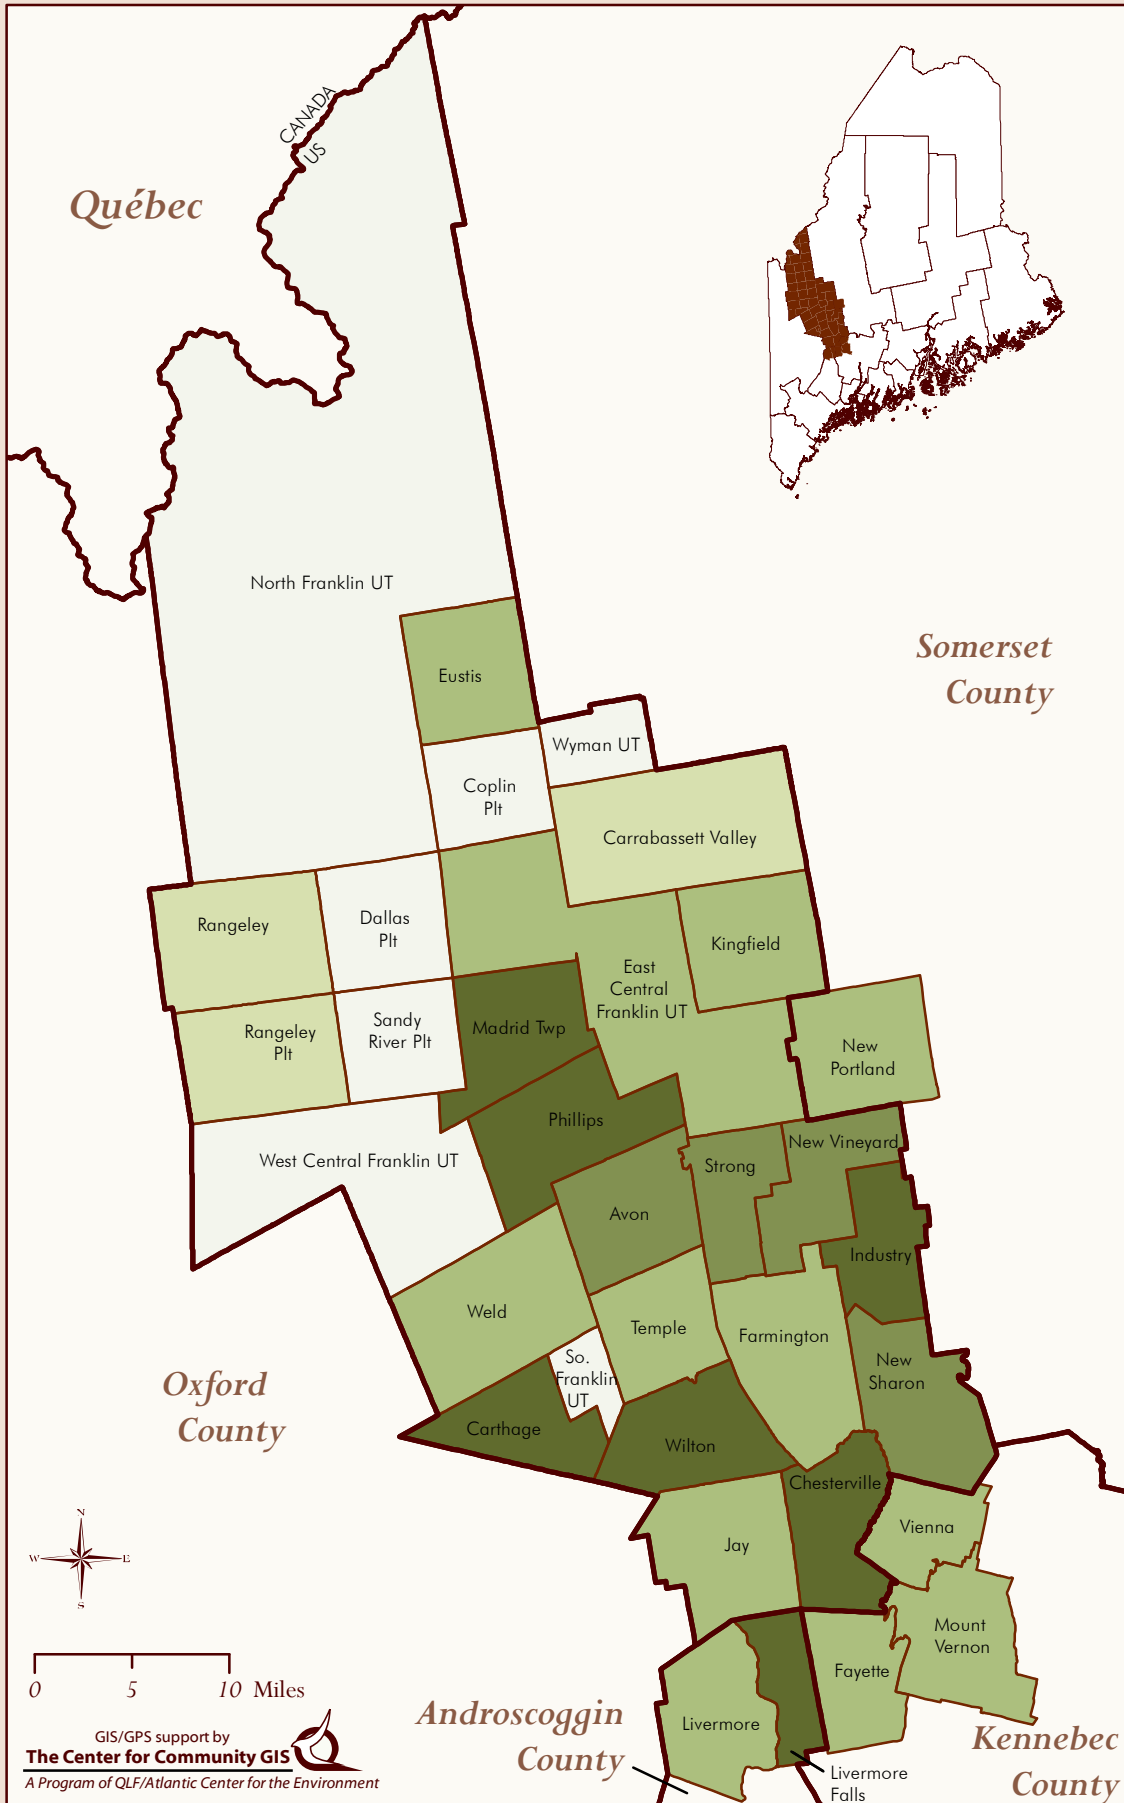 CANADA
US
Québec
North Franklin UT
Somerset
County
Eustis
Wyman UT
Coplin
Plt
Carrabassett Valley
Rangeley
Dallas
Plt
Kingfield
East
Central
Franklin UT
Rangeley
Plt
Sandy
River Plt
Madrid Twp
New
Portland
Phillips
West Central Franklin UT
Strong
New Vineyard
Avon
Industry
Weld
Temple
Farmington
So.
Franklin
UT
New
Sharon
Oxford
County
Carthage
Wilton
Chesterville
N
W
E
S
Jay
Vienna
Mount
Vernon
Fayette
Livermore
0 5 10 Miles
Androscoggin
County
Kennebec
County
Livermore
Falls
GIS/GPS support by
The Center for Community GIS
A Program of QLF/Atlantic Center for the Environment